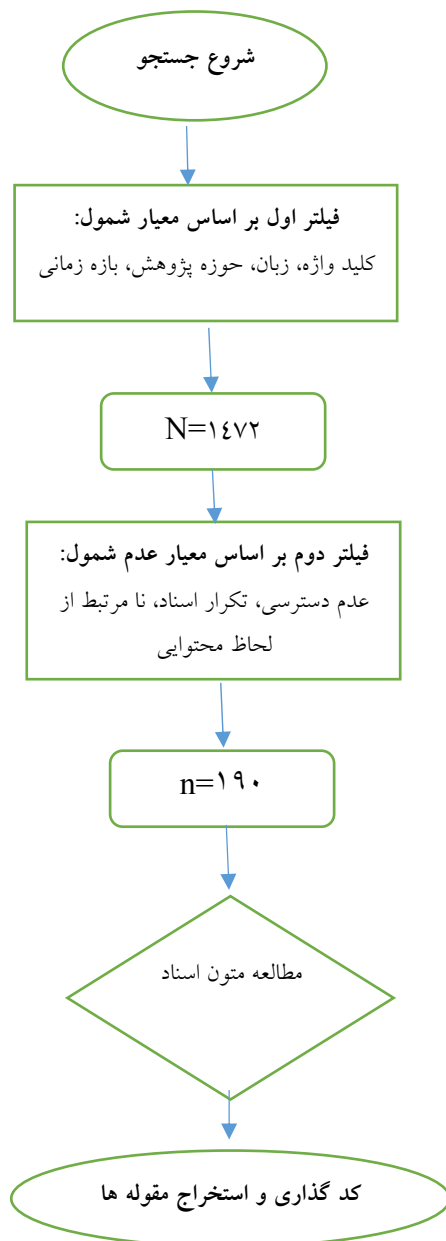 شروع جستجو
فیلتر اول بر اساس معیار شمول:
کلید واژه، زبان، حوزه پژوهش، بازه زمانی
N=١٤٧٢
فیلتر دوم بر اساس معیار عدم شمول:
عدم دسترسی، تکرار اسناد، نا مرتبط از
لحاظ محتوایی
n=١٩٠
مطالعه متون اسناد
کد گذاری و استخراج مقوله ها